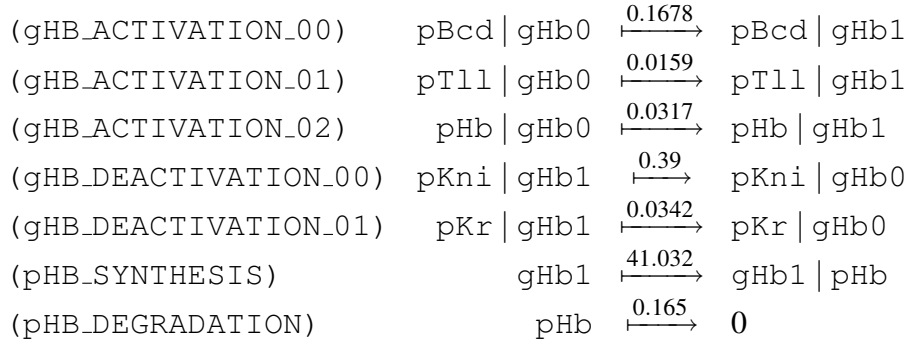 (gHB_ACTIVATION_00) pBcd|gHb0 0.1678⟼ pBcd|gHb1
(gHB_ACTIVATION_01) pTll|gHb0 0.0159⟼ pTll|gHb1
(gHB_ACTIVATION_02) pHb|gHb0 0.0317⟼ pHb|gHb1
(gHB_DEACTIVATION_00) pKni|gHb1 0.39⟼ pKni|gHb0
(gHB_DEACTIVATION_01) pKr|gHb1 0.0342⟼ pKr|gHb0
(pHB_SYNTHESIS) gHb1 41.032⟼ gHb1|pHb
(pHB_DEGRADATION) pHb 0.165⟼ 0